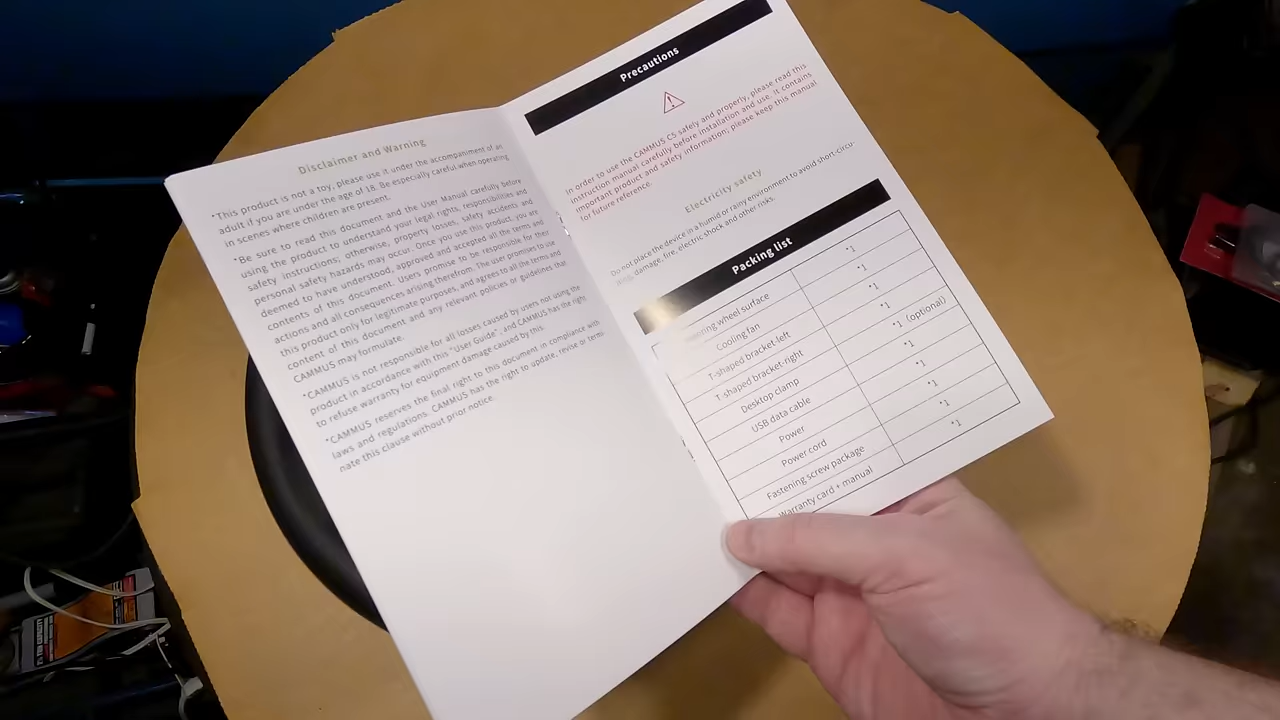 Disclaimer and Warning
*This product is not a toy, please use it under the accompaniment of an
adult if you are under the age of 18. Be especially careful when operating
in scenes where children are present.
*Be sure to read this document and the User Manual carefully before
using the product to understand your legal rights, responsibilities and
safety instructions; otherwise, property losses, safety accidents and
personal safety hazards may occur. Once you use this product, you are
deemed to have understood, approved and accepted all the terms and
contents of this document. Users promise to be responsible for their
actions and all consequences arising therefrom. The user promises to use
this product only for legitimate purposes, and agrees to all the terms and
content of this document and any relevant policies or guidelines that
CAMMUS may formulate.
*CAMMUS is not responsible for all losses caused by users not using the
product in accordance with this "User Guide", and CAMMUS has the right
to refuse warranty for equipment damage caused by this.
*CAMMUS reserves the final right to this document in compliance with
laws and regulations. CAMMUS has the right to update, revise or termi-
nate this clause without prior notice.
Precautions
In order to use the CAMMUS C5 safely and properly, please read this
instruction manual carefully before installation and use. It contains
important product and safety information; please keep this manual
for future reference.
Electricity safety
Do not place the device in a humid or rainy environment to avoid short-circu-
damage, fire, electric shock and other risks.
Packing list
wheel surface *1
Cooling fan *1
T-shaped bracket-left *1
T-shaped bracket-right *1
Desktop clamp *1 (optional)
USB data cable *1
Power *1
Power cord *1
Fastening screw package *1
Warranty card + manual *1